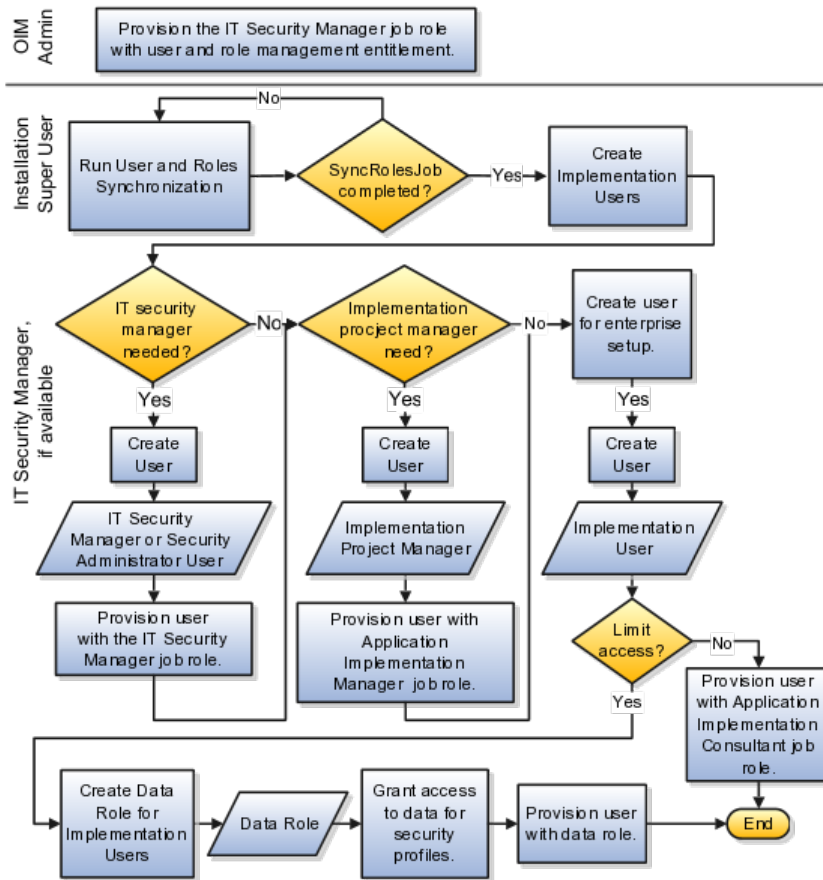 OIM
Admin
Provision the IT Security Manager job role
with user and role management entitlement.
Installation
Super User
No
Run User and Roles
Synchronization
SyncRolesJob
completed?
Yes
Create
Implementation
Users
IT Security Manager,
if available
IT security
manager
needed?
No
Implementation
procject manager
need?
No
Create user
for enterprise
setup.
Yes
Yes
Yes
Create
User
Create
User
Create
User
IT Security
Manager or Security
Administrator User
Implementation
Project Manager
Implementation
User
Provision user
with the IT Security
Manager job role.
Provision user with
Application
Implementation
Manager job role.
Limit
access?
No
Yes
Provision user
with Application
Implementation
Consultant job
role.
Create Data
Role for
Implementation
Users
Data Role
Grant access
to data for
security
profiles.
Provision user
with data role.
End